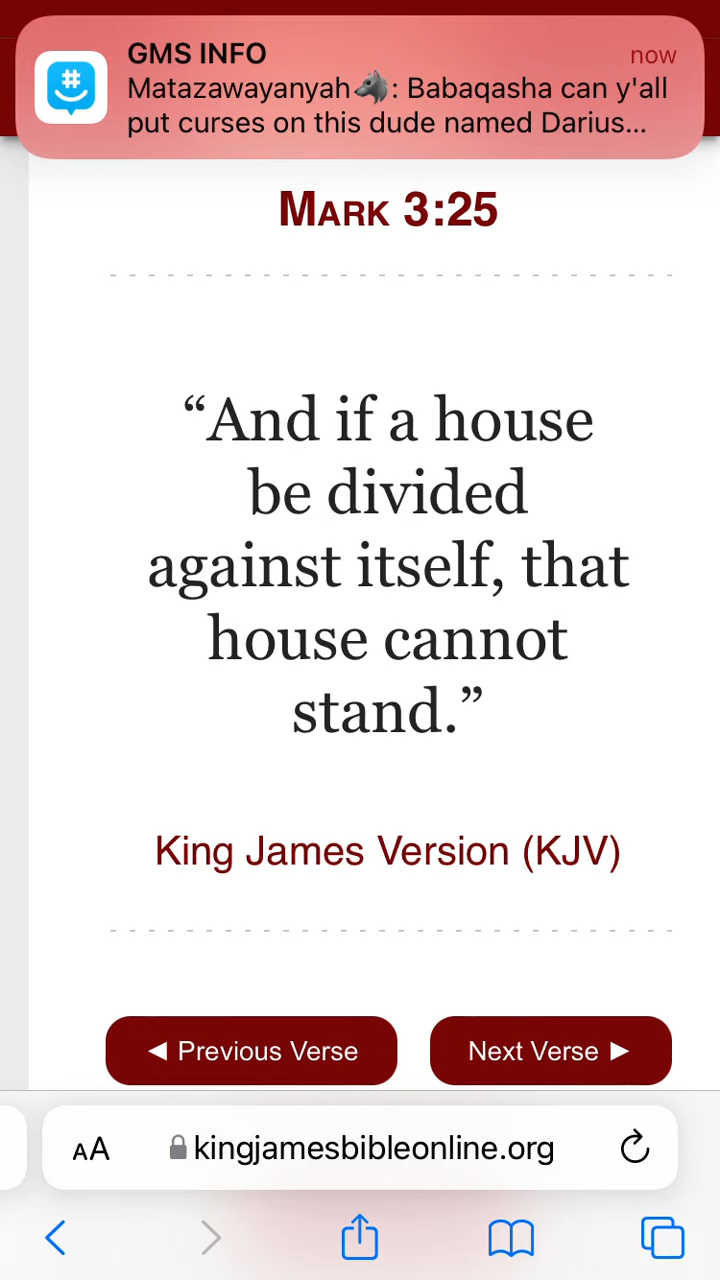 GMS INFO
now
Matazawayanyah🐺: Babaqasha can y'all
put curses on this dude named Darius...
MARK 3:25
“And if a house
be divided
against itself, that
house cannot
stand.”
King James Version (KJV)
◀ Previous Verse
Next Verse ▶
AA
kingjamesbibleonline.org